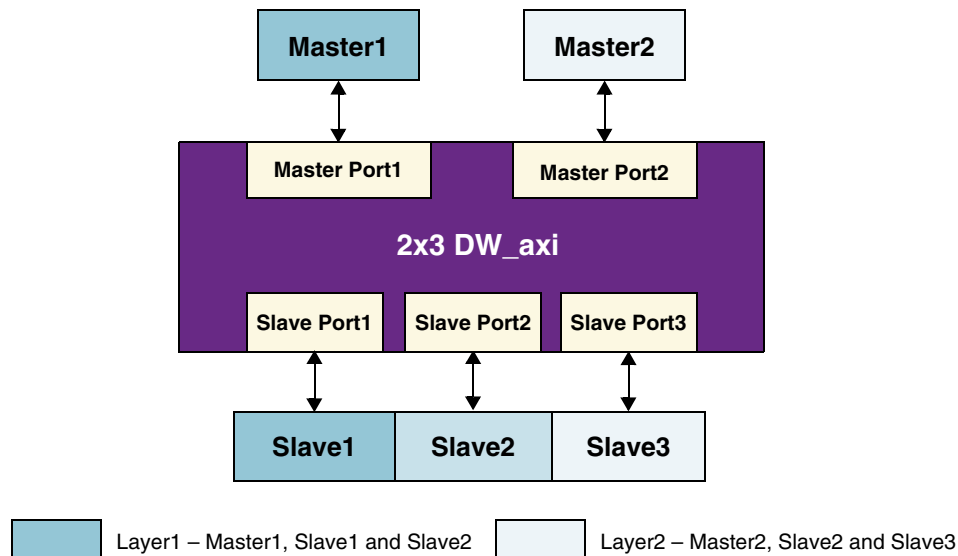 Master1
Master2
Master Port1
Master Port2
2x3 DW_axi
Slave Port1
Slave Port2
Slave Port3
Slave1
Slave2
Slave3
Layer1 – Master1, Slave1 and Slave2
Layer2 – Master2, Slave2 and Slave3